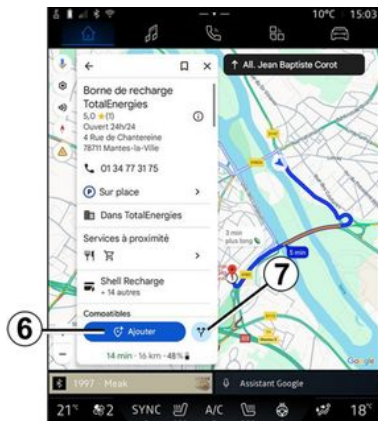 10°C 15:03
↑ All. Jean Baptiste Corot
Borne de recharge
TotalEnergies
5,0 ★(1)
Ouvert 24h/24
4 Rue de Chantereine
78711 Mantes-la-Ville
01 34 77 31 75
Sur place
Dans TotalEnergies
Services à proximité
Shell Recharge
+ 14 autres
Compatibles
Ajouter
14 min · 16 km · 48%
3 min
plus long
5 min
Google
6
7
1997 - Meak
Assistant Google
21° 2 SYNC A/C 18°